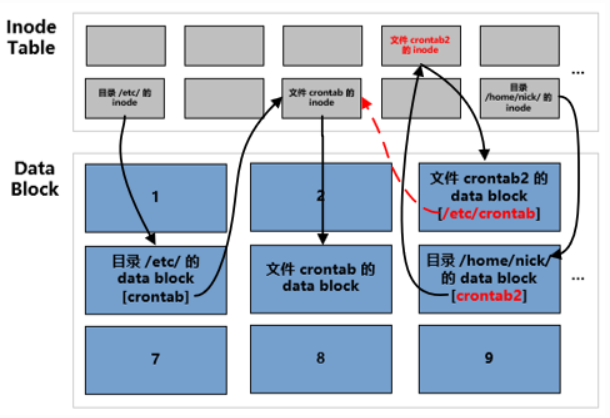 Inode
Table
文件 crontab2
的 inode
...
目录 /etc/ 的
inode
文件 crontab 的
inode
目录
/home/nick/ 的
inode
Data
Block
1
2
文件 crontab2 的
data block
[/etc/crontab]
目录 /etc/ 的
data block
[crontab]
文件 crontab 的
data block
目录 /home/nick/
的 data block
[crontab2]
...
7
8
9